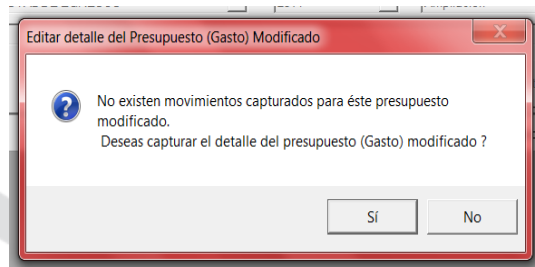 Editar detalle del Presupuesto (Gasto) Modificado
No existen movimientos capturados para éste presupuesto
modificado.
Deseas capturar el detalle del presupuesto (Gasto) modificado ?
Sí
No